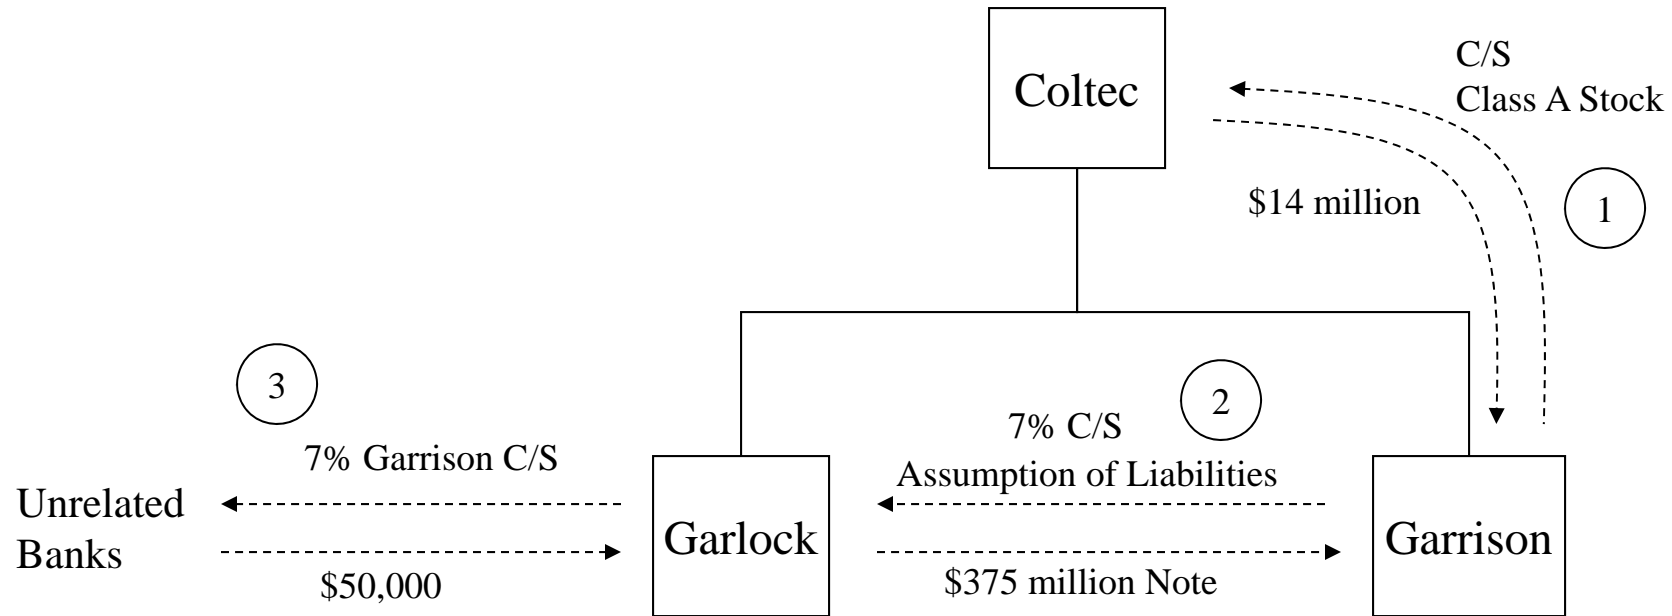 Coltec
C/S
Class A Stock
$14 million
1
3
2
7% Garrison C/S
7% C/S
Assumption of Liabilities
Unrelated
Banks
Garlock
Garrison
$50,000
$375 million Note